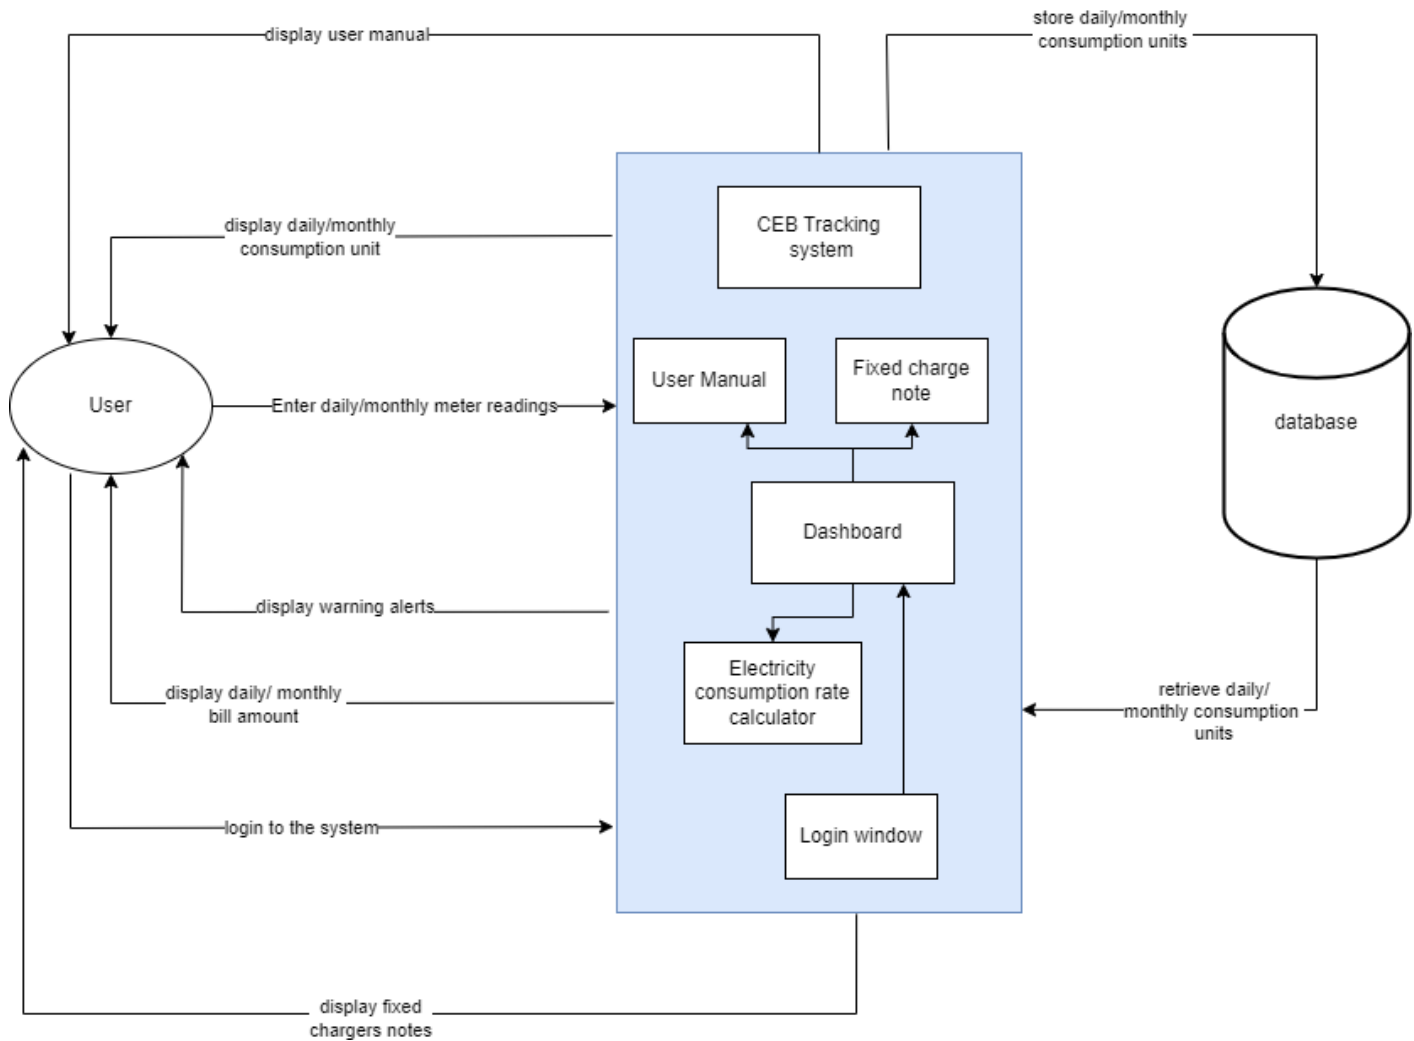 display user manual
store daily/monthly
consumption units
display daily/monthly
consumption unit
CEB Tracking
system
User
Enter daily/monthly meter readings
User Manual
Fixed charge
note
database
Dashboard
display warning alerts
display daily/ monthly
bill amount
Electricity
consumption rate
calculator
retrieve daily/
monthly consumption
units
login to the system
Login window
display fixed
chargers notes